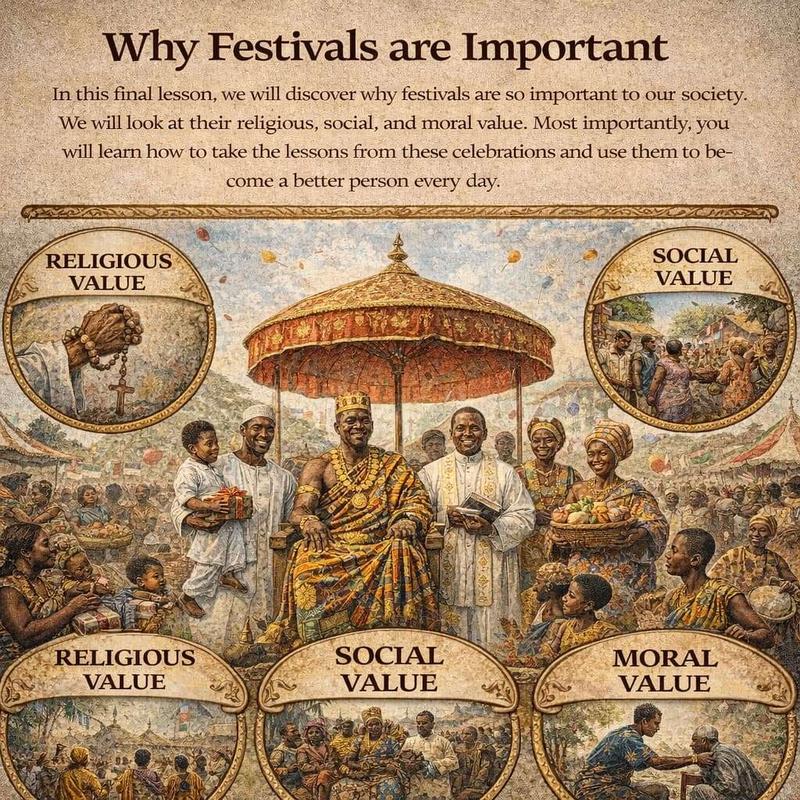 Why Festivals are Important
In this final lesson, we will discover why festivals are so important to our society.
We will look at their religious, social, and moral value. Most importantly, you
will learn how to take the lessons from these celebrations and use them to be-
come a better person every day.
RELIGIOUS
VALUE
SOCIAL
VALUE
RELIGIOUS
VALUE
SOCIAL
VALUE
MORAL
VALUE